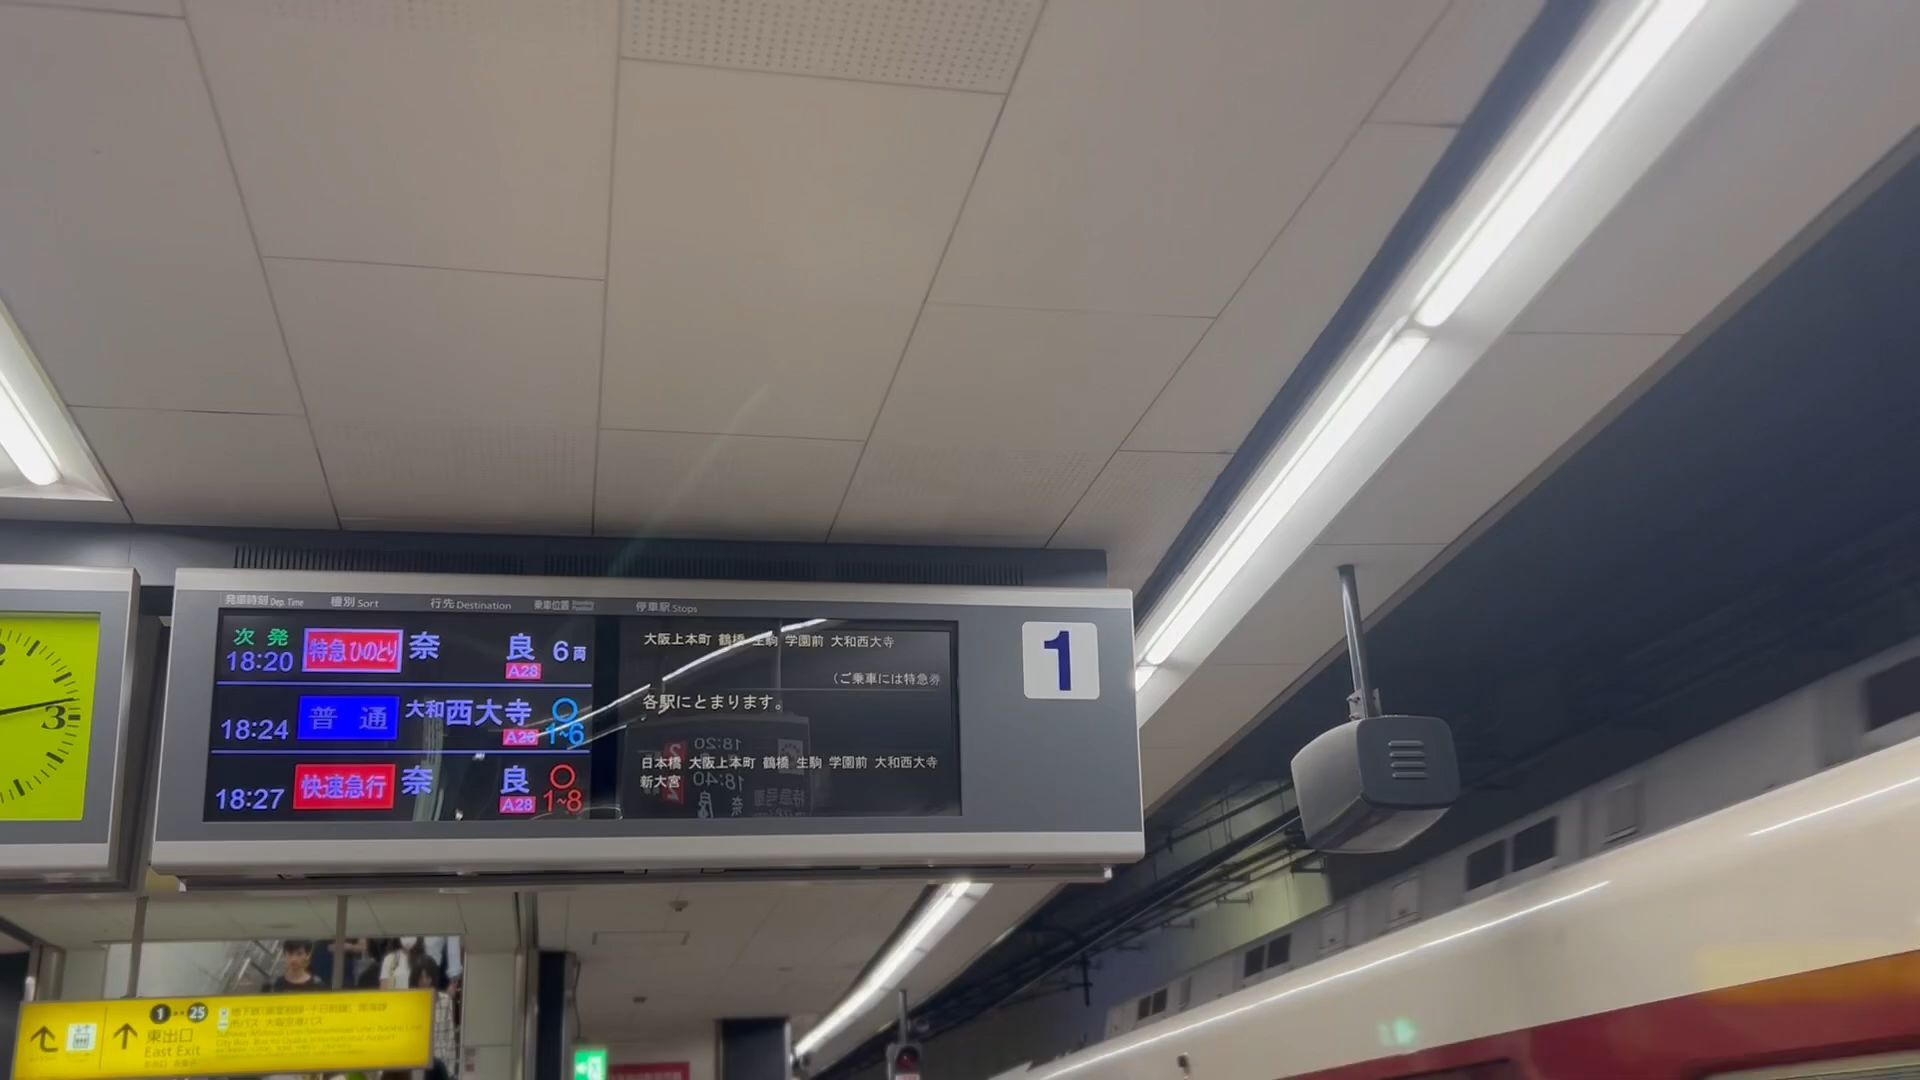 発車時刻 Dep. Time 種別 Sort 行先 Destination 乗車位置 停車駅 Stops
次発 18:20 特急 ひのとり 奈良 A28 6両
大阪上本町 鶴橋 生駒 学園前 大和西大寺
(ご乗車には特急券
18:24 普通 大和西大寺 A26 ○ 1~6
各駅にとまります。
18:27 快速急行 奈良 A28 ○ 1~8
日本橋 大阪上本町 鶴橋 生駒 学園前 大和西大寺
新大宮
1
3
1 25
東出口
East Exit